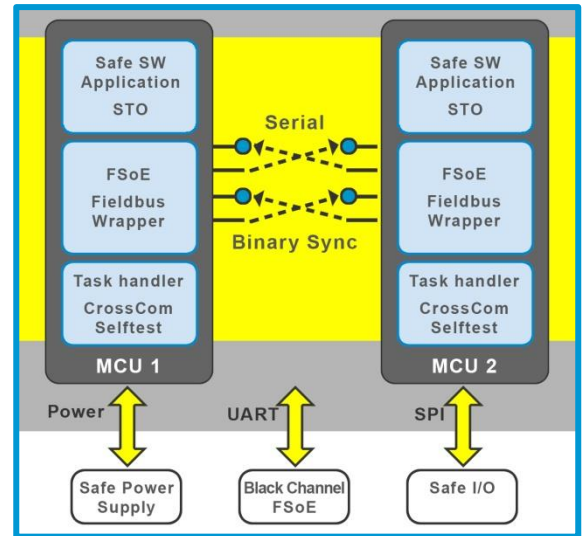 Safe SW
Application
STO
FSoE
Fieldbus
Wrapper
Task handler
CrossCom
Selftest
MCU 1
Serial
Binary Sync
Safe SW
Application
STO
FSoE
Fieldbus
Wrapper
Task handler
CrossCom
Selftest
MCU 2
Power
UART
SPI
Safe Power
Supply
Black Channel
FSoE
Safe I/O